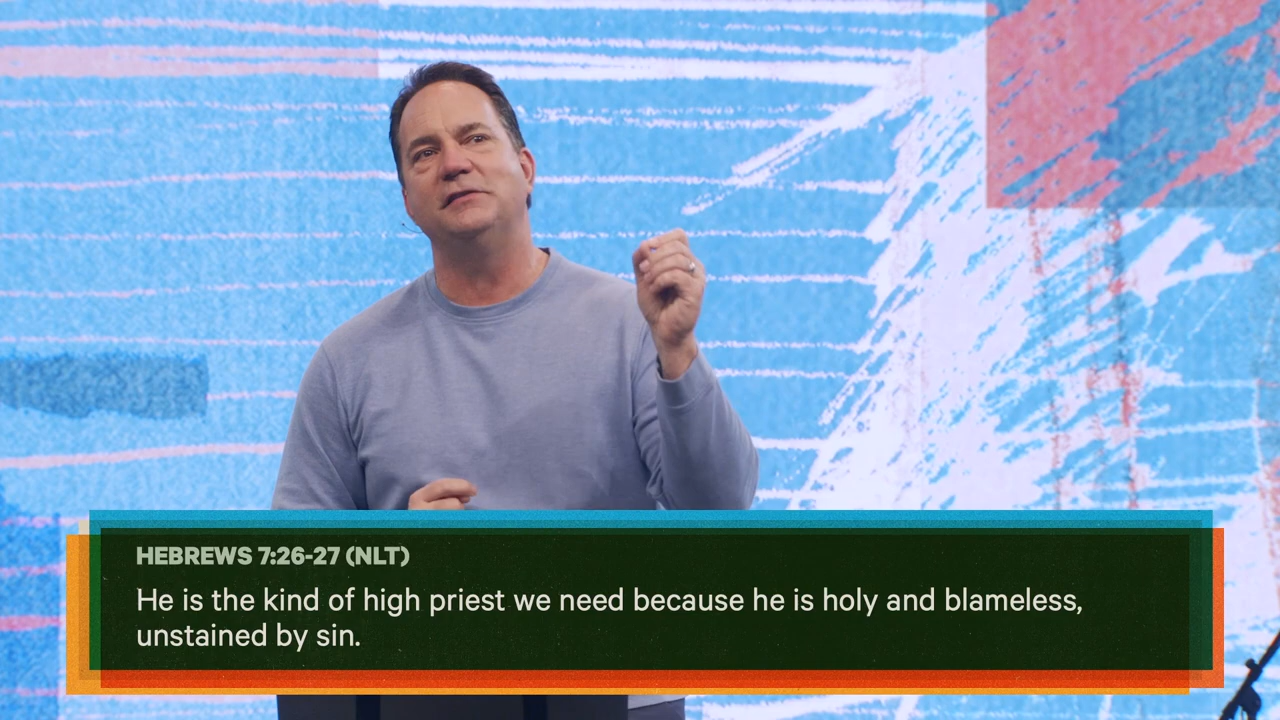 HEBREWS 7:26-27 (NLT)
He is the kind of high priest we need because he is holy and blameless,
unstained by sin.